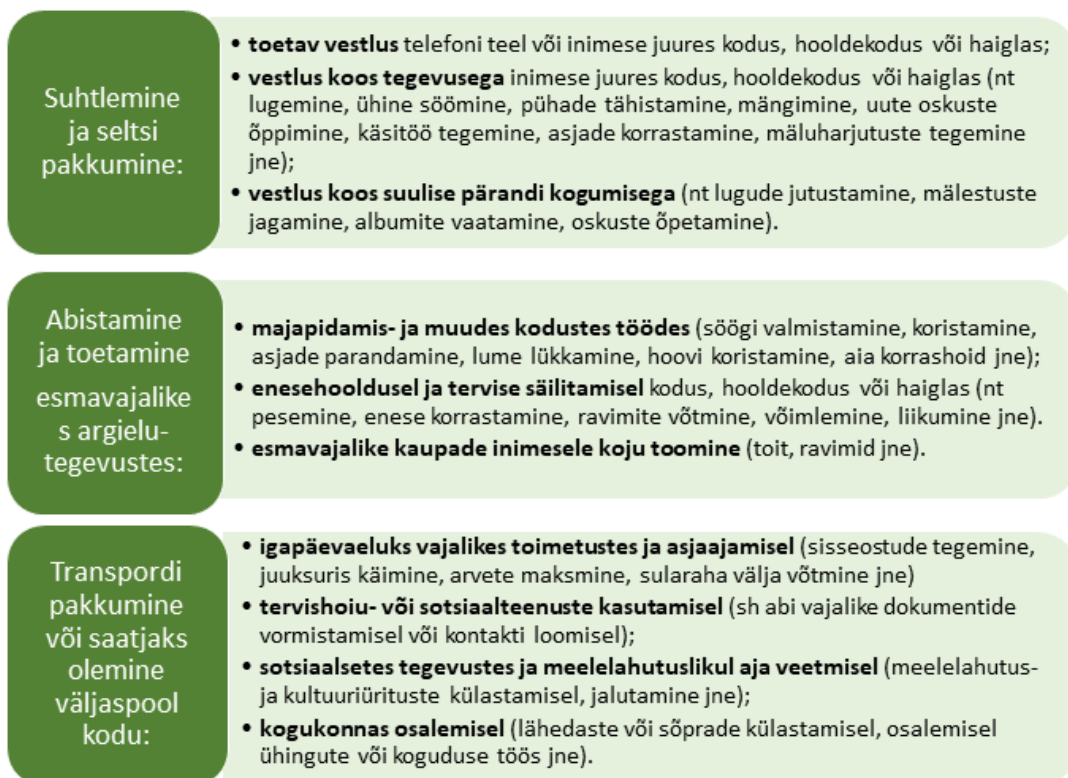 Suhtlemine
ja seltsi
pakkumine:
• toetav vestlus telefoni teel või inimese juures kodus, hooldekodus või haiglas;
• vestlus koos tegevusega inimese juures kodus, hooldekodus või haiglas (nt
lugemine, ühine söömine, pühade tähistamine, mängimine, uute oskuste
õppimine, käsitöö tegemine, asjade korrastamine, mäluharjutuste tegemine
jne);
• vestlus koos suulise pärandi kogumisega (nt lugude jutustamine, mälestuste
jagamine, albumite vaatamine, oskuste õpetamine).
Abistamine
ja toetamine
esmavajalike
s argielu-
tegevustes:
• majapidamis- ja muudes kodustes töödes (söögi valmistamine, koristamine,
asjade parandamine, lume lükkamine, hoovi koristamine, aia korrashoid jne);
• enesehooldusel ja tervise säilitamisel kodus, hooldekodus või haiglas (nt
pesemine, enese korrastamine, ravimite võtmine, võimlemine, liikumine jne).
• esmavajalike kaupade inimesele koju toomine (toit, ravimid jne).
Transpordi
pakkumine
või saatjaks
olemine
väljaspool
kodu:
• igapäevaeluks vajalikes toimetustes ja asjaajamisel (sisseostude tegemine,
juuksuris käimine, arvete maksmine, sularaha välja võtmine jne)
• tervishoiu- või sotsiaalteenuste kasutamisel (sh abi vajalike dokumentide
vormistamisel või kontakti loomisel);
• sotsiaalsetes tegevustes ja meelelahutuslikul aja veetmisel (meelelahutus-
ja kultuuriürituste külastamisel, jalutamine jne);
• kogukonnas osalemisel (lähedaste või sõprade külastamisel, osalemisel
ühingute või koguduse töös jne).